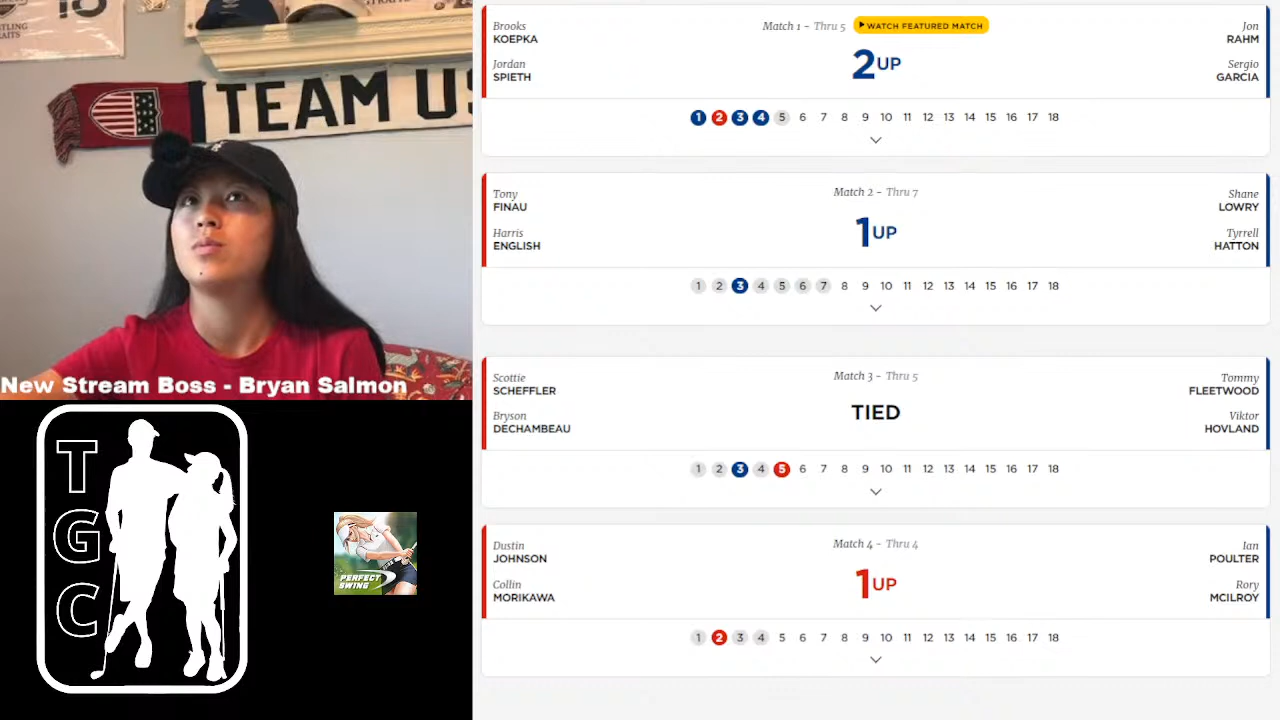 TLING
RAITS
TEAM US
New Stream Boss - Bryan Salmon
T
G
C
PERFECT
SWING
Brooks
KOEPKA
Jordan
SPIETH
Match 1 - Thru 5 WATCH FEATURED MATCH
2UP
Jon
RAHM
Sergio
GARCIA
1 2 3 4 5 6 7 8 9 10 11 12 13 14 15 16 17 18
Tony
FINAU
Harris
ENGLISH
Match 2 - Thru 7
1UP
Shane
LOWRY
Tyrrell
HATTON
1 2 3 4 5 6 7 8 9 10 11 12 13 14 15 16 17 18
Scottie
SCHEFFLER
Bryson
DECHAMBEAU
Match 3 - Thru 5
TIED
Tommy
FLEETWOOD
Viktor
HOVLAND
1 2 3 4 5 6 7 8 9 10 11 12 13 14 15 16 17 18
Dustin
JOHNSON
Collin
MORIKAWA
Match 4 - Thru 4
1UP
Ian
POULTER
Rory
MCILROY
1 2 3 4 5 6 7 8 9 10 11 12 13 14 15 16 17 18